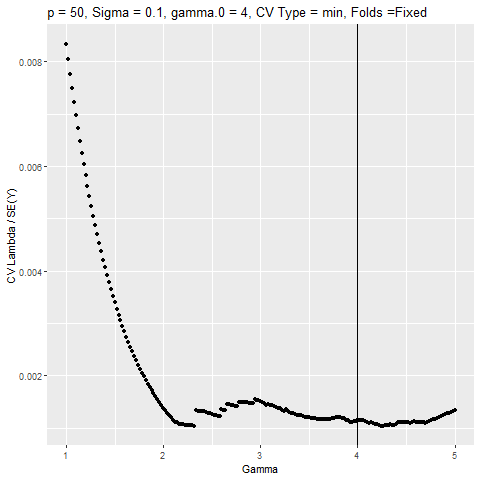 p = 50, Sigma = 0.1, gamma.0 = 4, CV Type = min, Folds =Fixed
0.008
0.006
0.004
0.002
CV Lambda / SE(Y)
1 2 3 4 5
Gamma